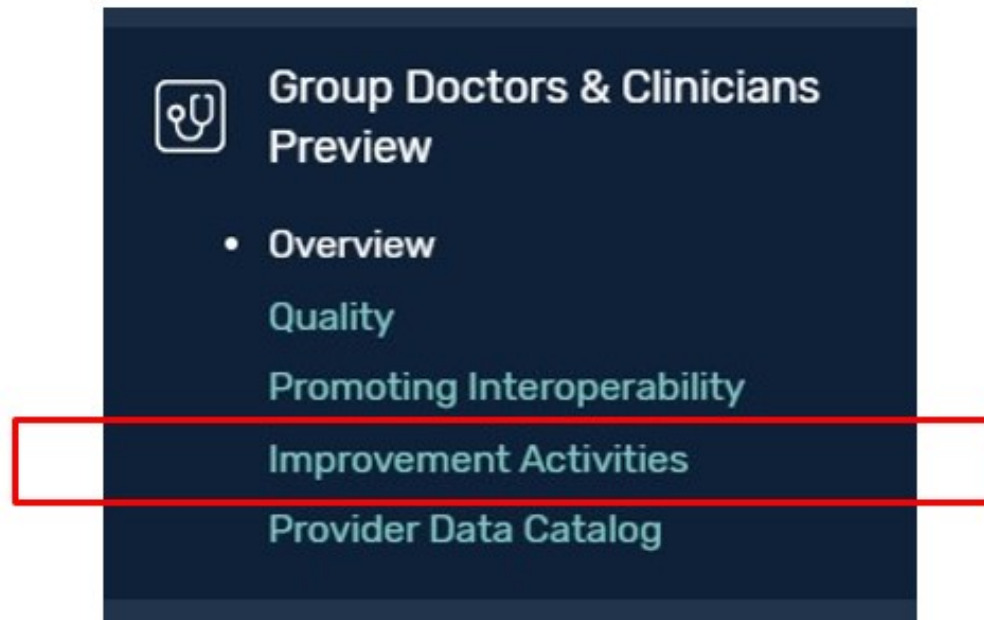 Group Doctors & Clinicians
Preview
• Overview
Quality
Promoting Interoperability
Improvement Activities
Provider Data Catalog